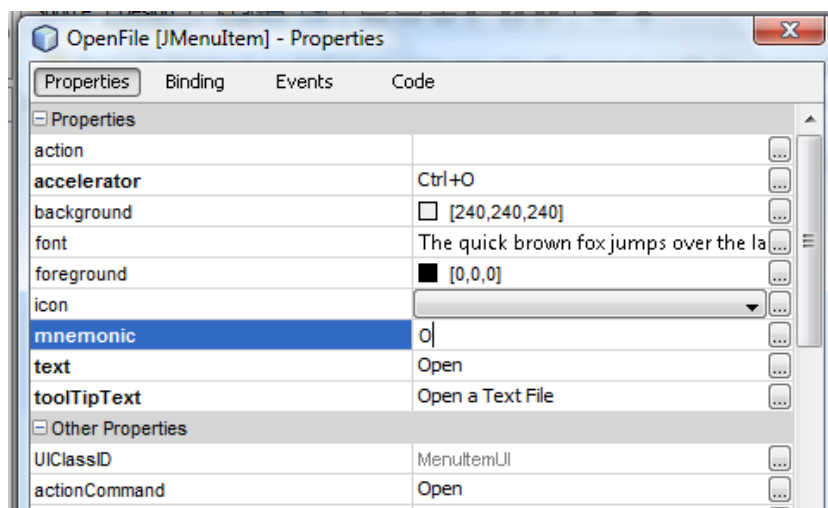 OpenFile [JMenuItem] - Properties
Properties Binding Events Code
Properties
action ...
accelerator Ctrl+O ...
background [240,240,240] ...
font The quick brown fox jumps over the la ...
foreground [0,0,0] ...
icon ...
mnemonic O ...
text Open ...
toolTipText Open a Text File ...
Other Properties
UIClassID MenuItemUI ...
actionCommand Open ...